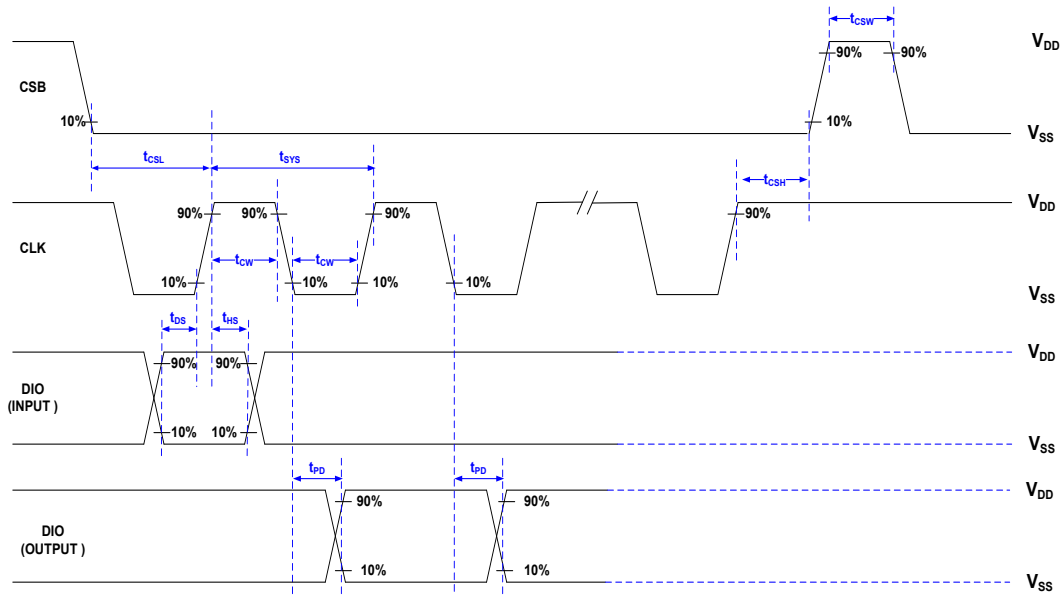 tCSW
VDD
90%
90%
CSB
10%
10%
VSS
tCSL
tSYS
tCSH
VDD
90%
90%
90%
90%
CLK
tCW
tCW
10%
10%
10%
10%
VSS
tDS
tHS
VDD
90%
90%
DIO
(INPUT )
10%
10%
VSS
tPD
tPD
VDD
90%
90%
DIO
(OUTPUT )
10%
10%
VSS